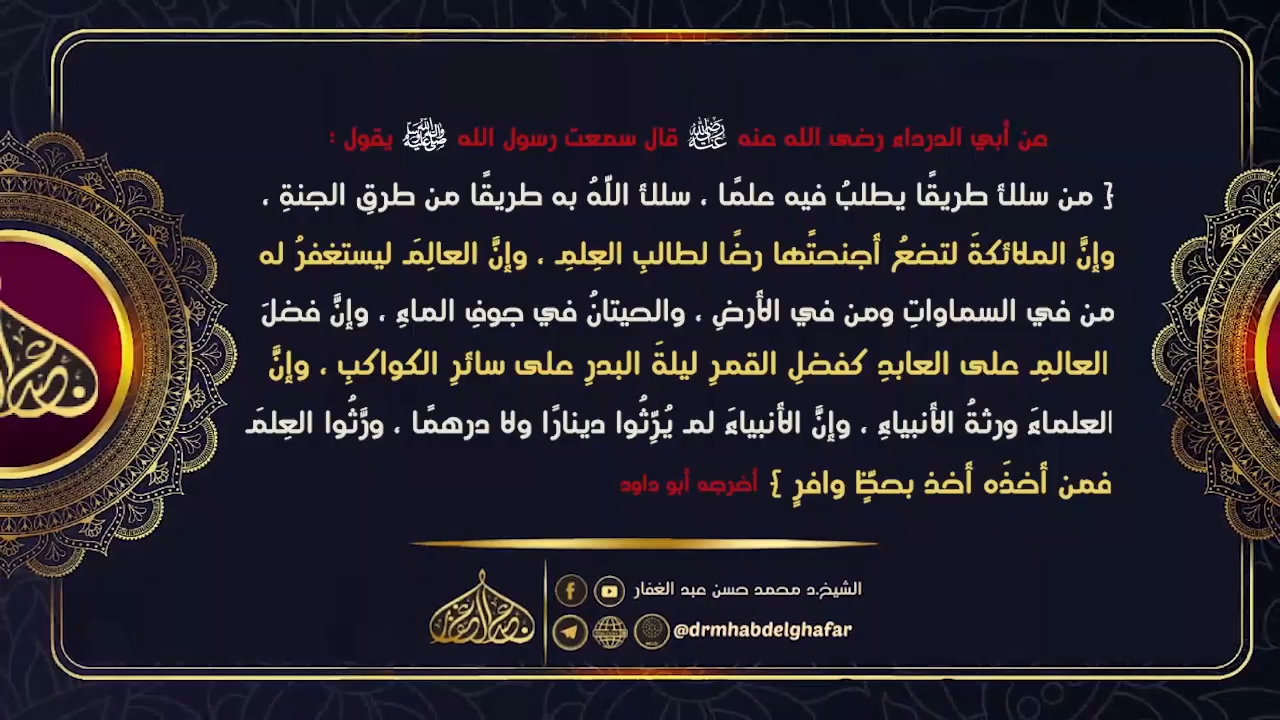 عن أبي الدرداء رضى الله عنه رضي الله عنه قال سمعت رسول الله ﷺ يقول :
{ من سلك طريقًا يطلبُ فيه علمًا ، سلك اللّهُ به طريقًا من طرقِ الجنةِ ،
وإنَّ الملائكةَ لتضعُ أجنحتَها رضًا لطالبِ العِلمِ ، وإنَّ العالِمَ ليستغفرُ له
من في السماواتِ ومن في الأرضِ ، والحيتانُ في جوفِ الماءِ ، وإنَّ فضلَ
العالمِ على العابدِ كفضلِ القمرِ ليلةَ البدرِ على سائرِ الكواكبِ ، وإنَّ
العلماءَ ورثةُ الأنبياءِ ، وإنَّ الأنبياءَ لم يُرِّثُوا دينارًا ولا درهمًا ، ورَّثُوا العِلمَ
فمن أخذَه أخذ بحظٍّ وافرٍ } أخرجه أبو داود
الشيخ.د محمد حسن عبد الغفار
@drmhabdelghafar